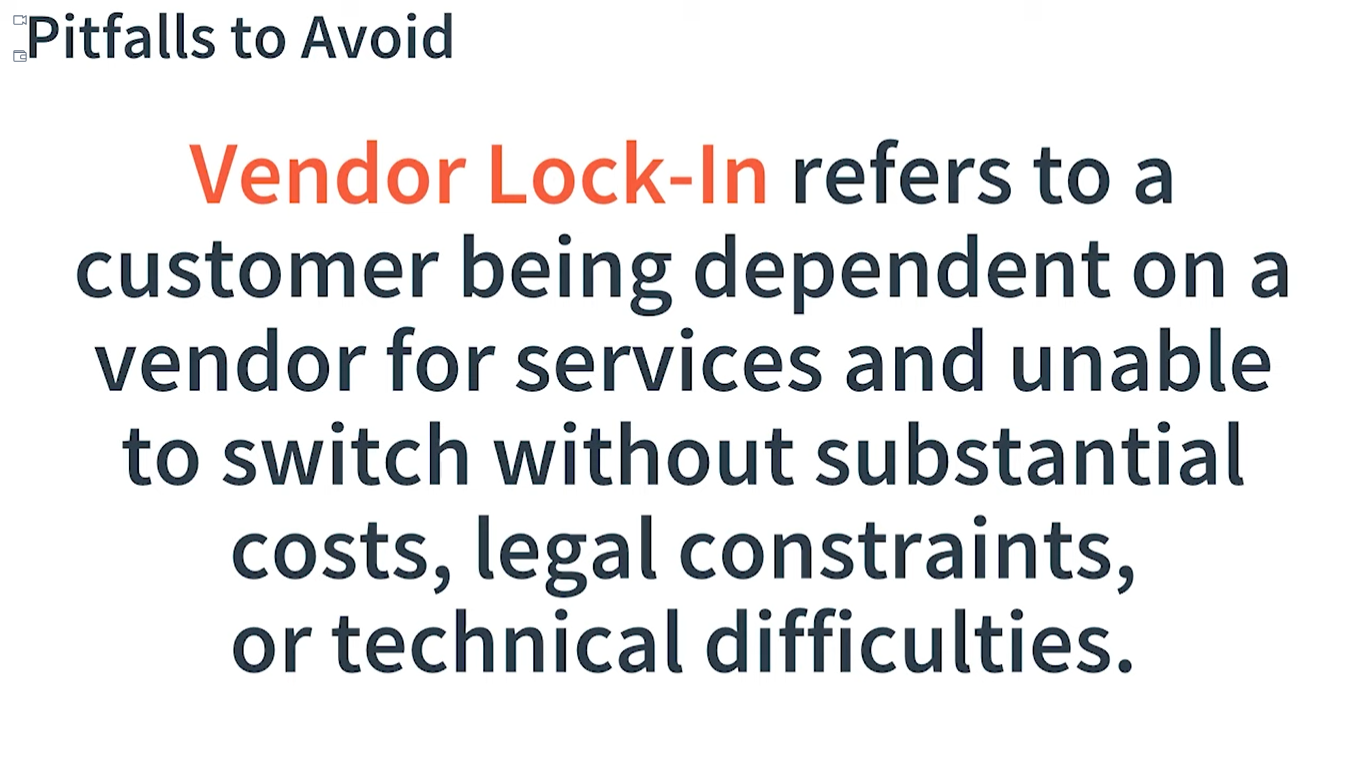 Pitfalls to Avoid
Vendor Lock-In refers to a
customer being dependent on a
vendor for services and unable
to switch without substantial
costs, legal constraints,
or technical difficulties.